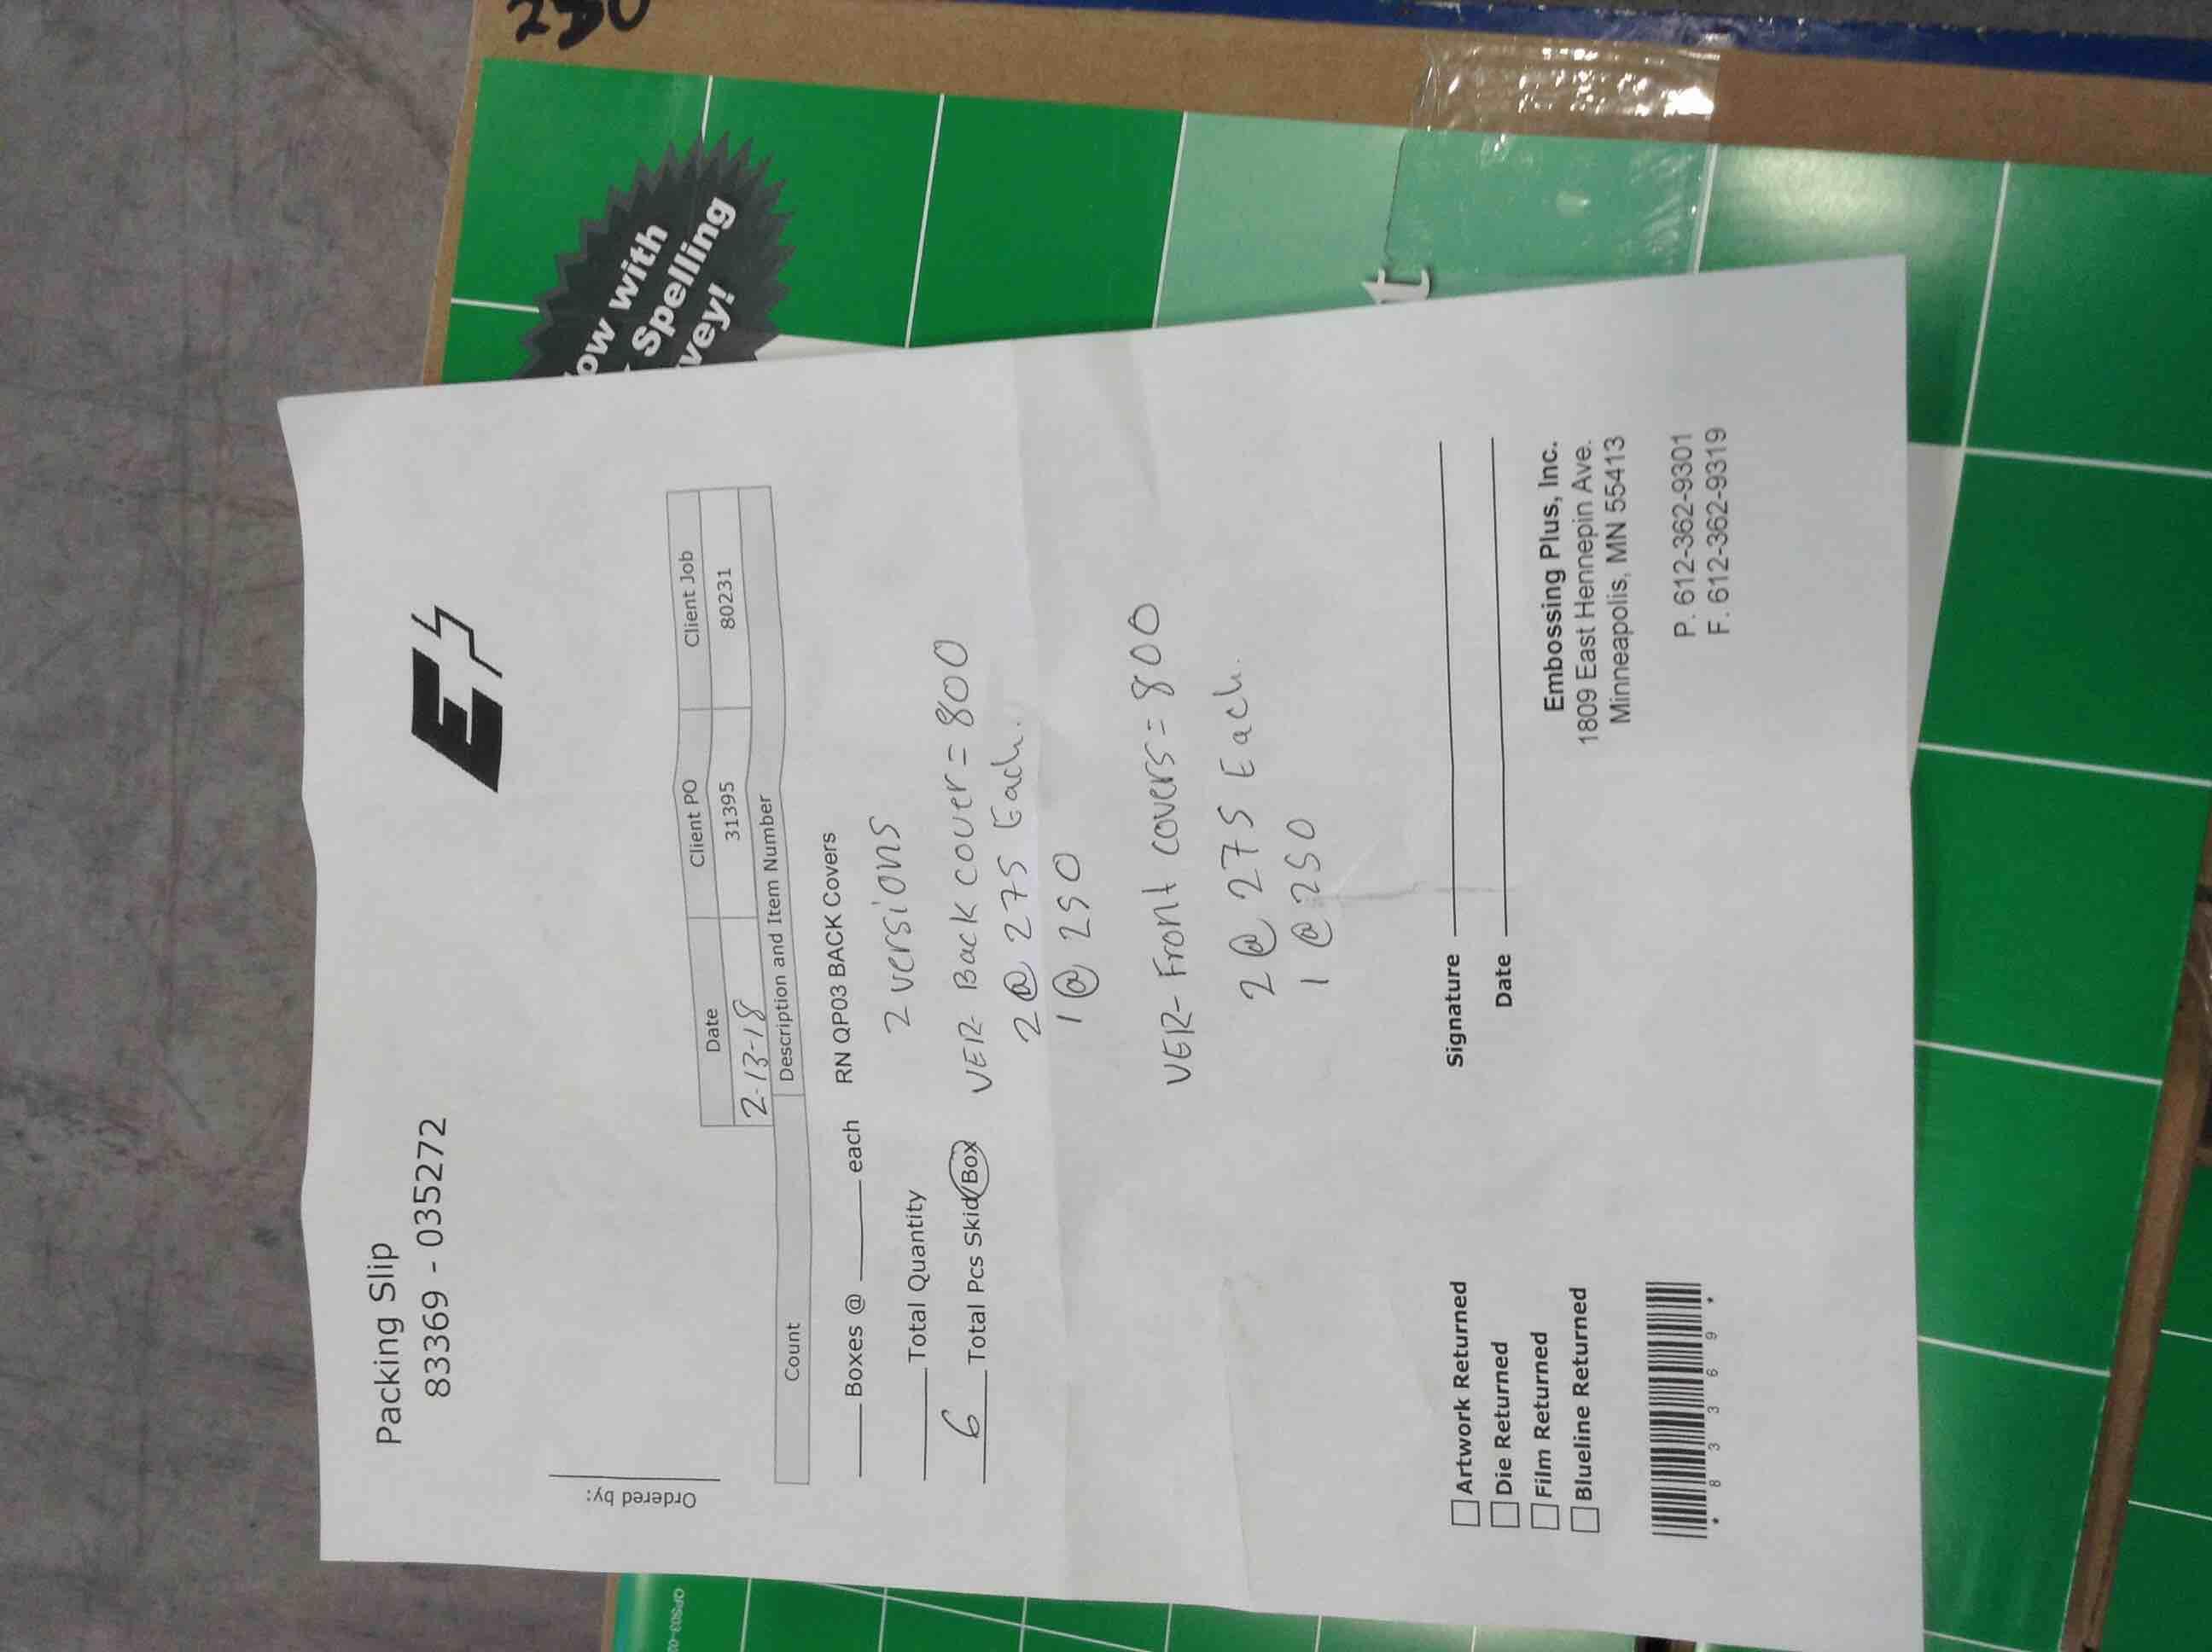 Packing Slip
83369 - 035272
Ordered by:
Date Client PO Client Job
2-13-18 31395 80231
Count Description and Item Number
Boxes @ each RN QP03 BACK Covers
2 versions
Total Quantity
6 Total Pcs Skid/Box VER- Back cover = 800
2 @ 275 Each.
1 @ 250
VER- Front covers = 800
2 @ 275 Each.
1 @ 250
Signature
Date
Artwork Returned
Die Returned
Film Returned
Blueline Returned
* 8 3 3 6 9 *
Embossing Plus, Inc.
1809 East Hennepin Ave.
Minneapolis, MN 55413
P. 612-362-9301
F. 612-362-9319
with
Spelling
t